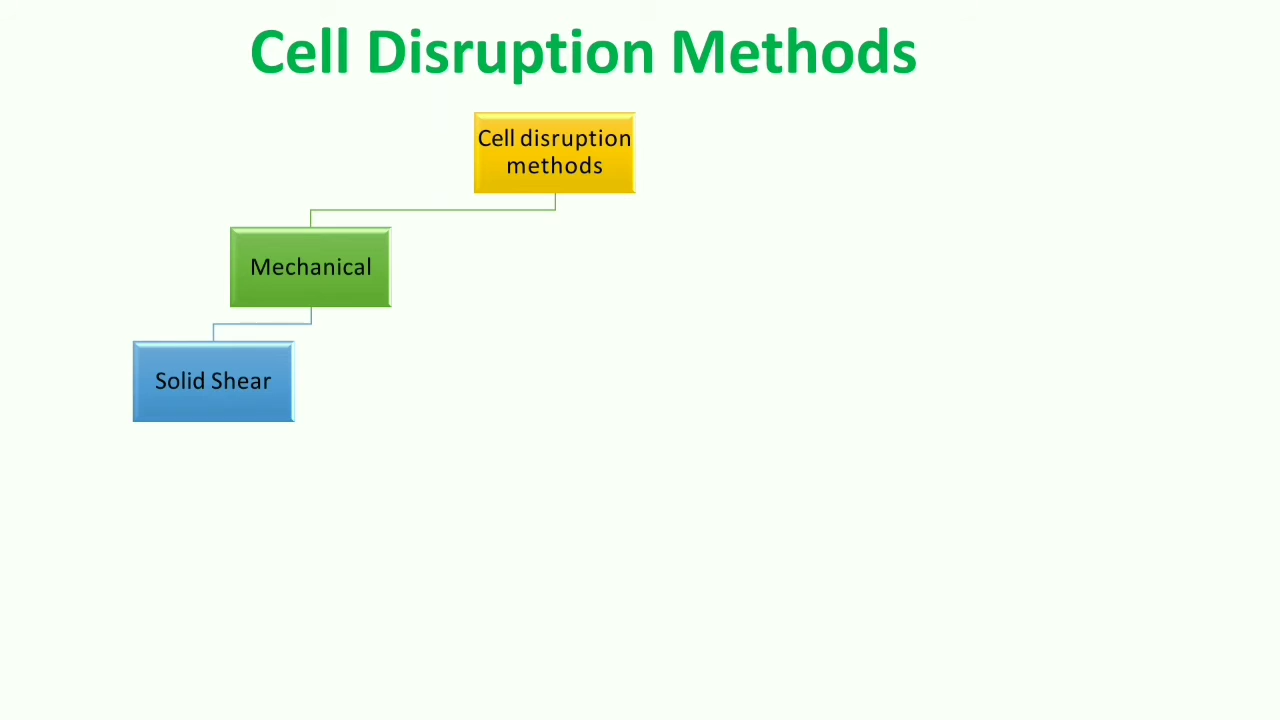 Cell Disruption Methods
Cell disruption
methods
Mechanical
Solid Shear